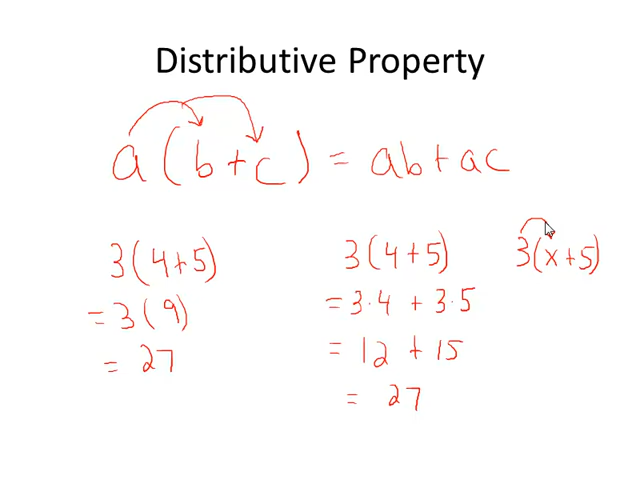 Distributive Property
a(b+c) = ab+ac
3(4+5)
=3(9)
= 27
3(4+5)
=3·4 + 3·5
= 12 + 15
= 27
3(x+5)